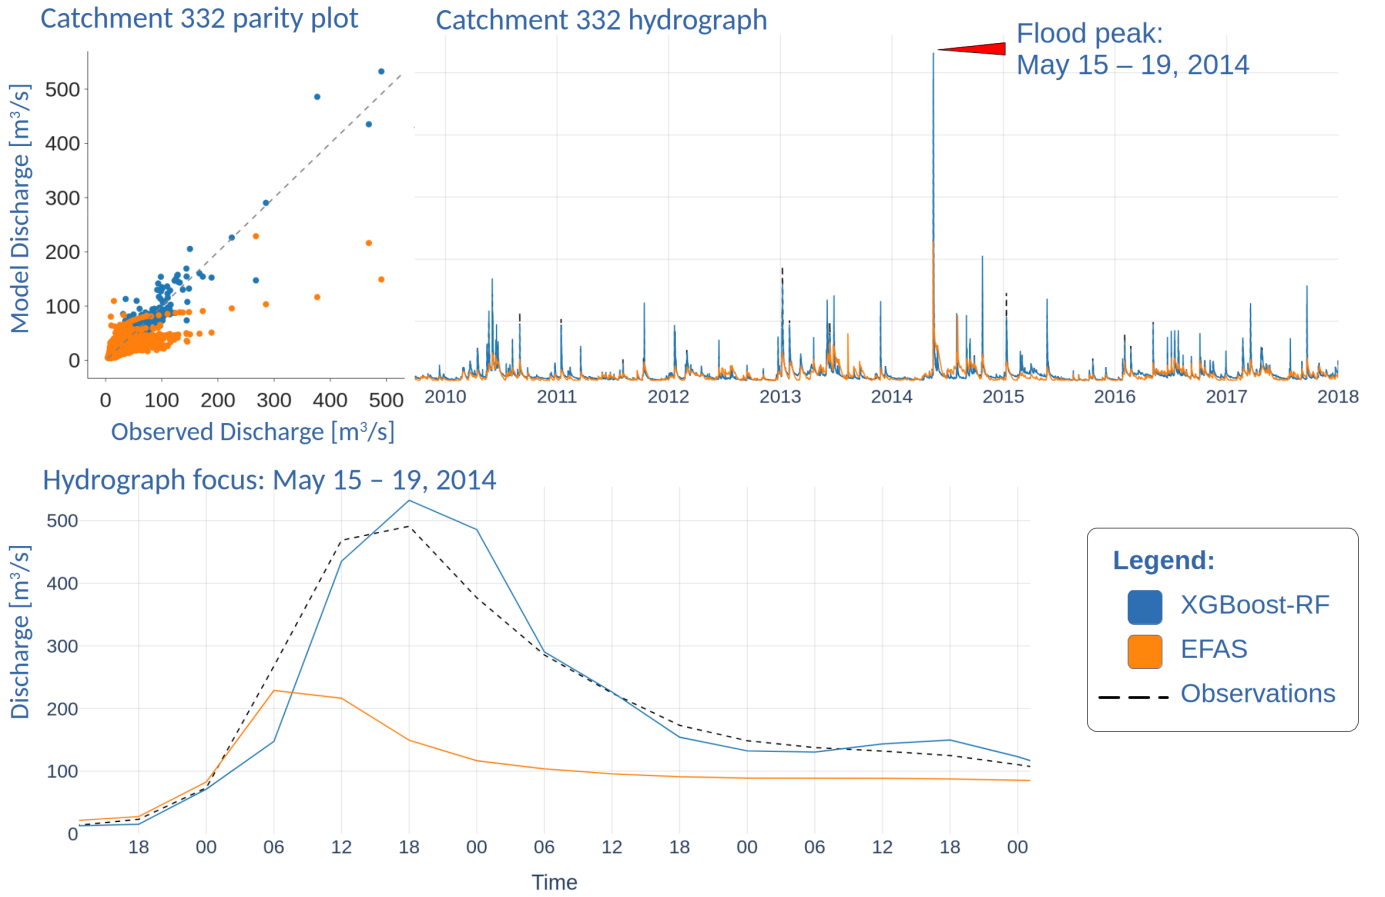 Catchment 332 parity plot
Catchment 332 hydrograph
Flood peak:
May 15 – 19, 2014
Model Discharge [m³/s]
500
400
300
200
100
0
0 100 200 300 400 500
Observed Discharge [m³/s]
2010 2011 2012 2013 2014 2015 2016 2017 2018
Hydrograph focus: May 15 – 19, 2014
Discharge [m³/s]
500
400
300
200
100
0
18 00 06 12 18 00 06 12 18 00 06 12 18 00
Time
Legend:
XGBoost-RF
EFAS
Observations